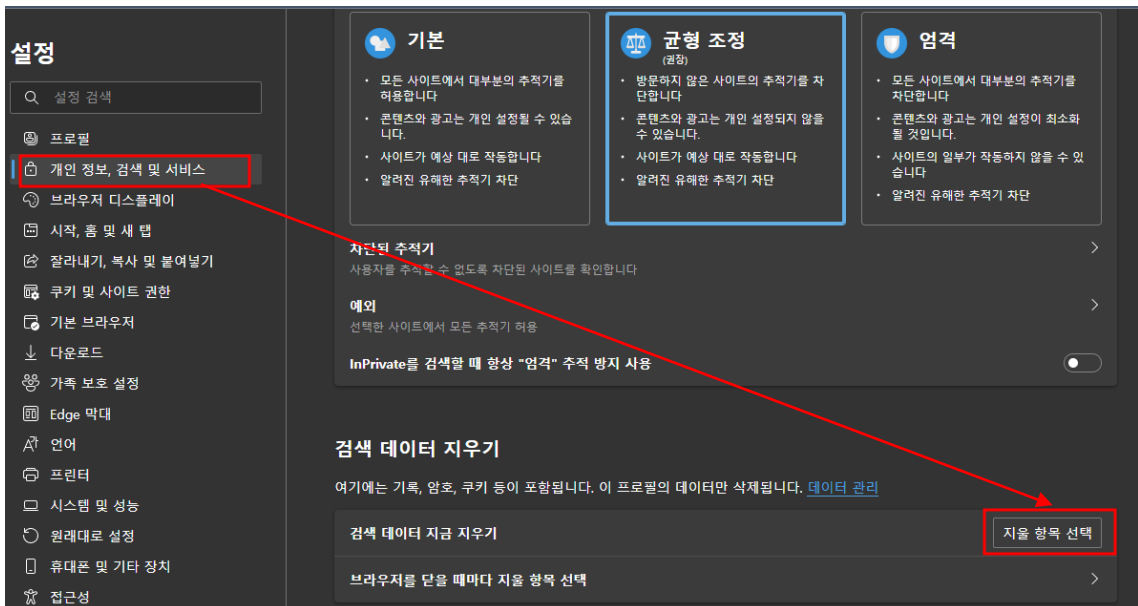 설정
설정 검색
프로필
개인 정보, 검색 및 서비스
브라우저 디스플레이
시작, 홈 및 새 탭
잘라내기, 복사 및 붙여넣기
쿠키 및 사이트 권한
기본 브라우저
다운로드
가족 보호 설정
Edge 막대
언어
프린터
시스템 및 성능
원래대로 설정
휴대폰 및 기타 장치
접근성
기본
• 모든 사이트에서 대부분의 추적기를
허용합니다
• 콘텐츠와 광고는 개인 설정될 수 있습
니다.
• 사이트가 예상 대로 작동합니다
• 알려진 유해한 추적기 차단
균형 조정
(권장)
• 방문하지 않은 사이트의 추적기를 차
단합니다
• 콘텐츠와 광고는 개인 설정되지 않을
수 있습니다.
• 사이트가 예상 대로 작동합니다
• 알려진 유해한 추적기 차단
엄격
• 모든 사이트에서 대부분의 추적기를
차단합니다
• 콘텐츠와 광고는 개인 설정이 최소화
될 것입니다.
• 사이트의 일부가 작동하지 않을 수 있
습니다
• 알려진 유해한 추적기 차단
차단된 추적기
사용자를 추적할 수 없도록 차단된 사이트를 확인합니다
예외
선택한 사이트에서 모든 추적기 허용
InPrivate를 검색할 때 항상 "엄격" 추적 방지 사용
검색 데이터 지우기
여기에는 기록, 암호, 쿠키 등이 포함됩니다. 이 프로필의 데이터만 삭제됩니다. 데이터 관리
검색 데이터 지금 지우기
지울 항목 선택
브라우저를 닫을 때마다 지울 항목 선택